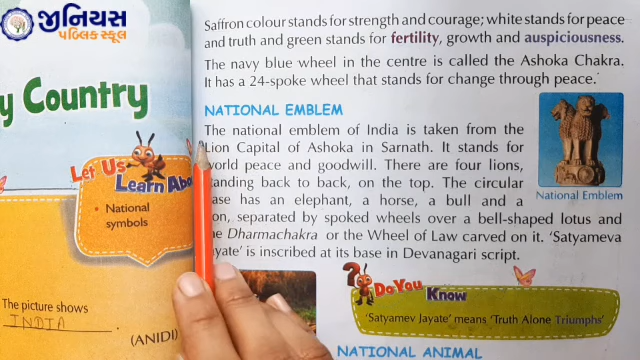 જીનિયસ
પબ્લિક સ્કૂલ
y Country
Let Us
Learn Abo
• National
symbols
The picture shows
INDIA .
(ANIDI)
Saffron colour stands for strength and courage; white stands for peace
and truth and green stands for fertility, growth and auspiciousness.
The navy blue wheel in the centre is called the Ashoka Chakra.
It has a 24-spoke wheel that stands for change through peace.
NATIONAL EMBLEM
The national emblem of India is taken from the
Lion Capital of Ashoka in Sarnath. It stands for
world peace and goodwill. There are four lions,
standing back to back, on the top. The circular
ase has an elephant, a horse, a bull and a
on, separated by spoked wheels over a bell-shaped lotus and
he Dharmachakra or the Wheel of Law carved on it. ‘Satyameva
ayate’ is inscribed at its base in Devanagari script.
National Emblem
? Do You Know
‘Satyamev Jayate’ means ‘Truth Alone Triumphs’
NATIONAL ANIMAL